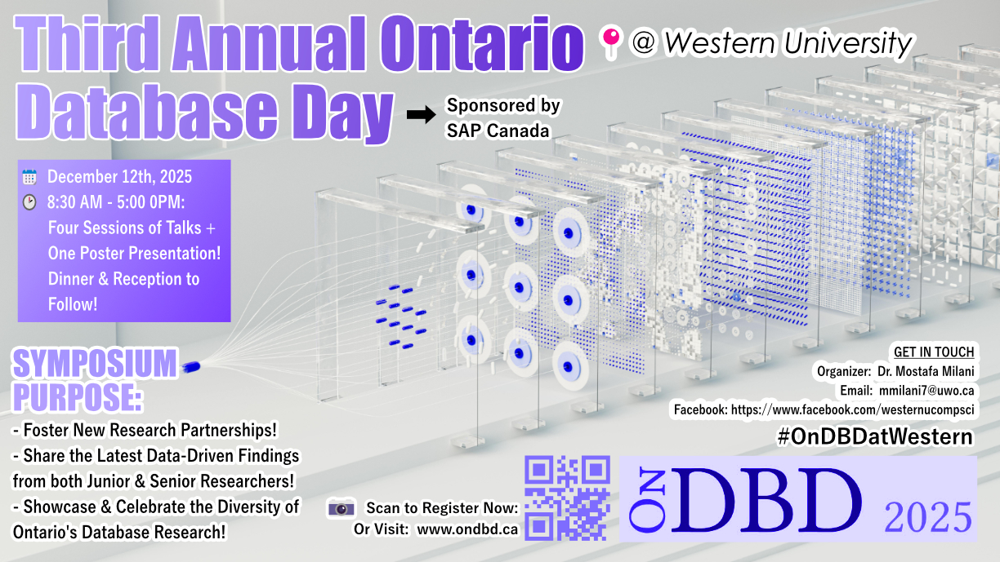 Third Annual Ontario
@ Western University
Database Day
Sponsored by
SAP Canada
December 12th, 2025
8:30 AM - 5:00 0PM:
Four Sessions of Talks +
One Poster Presentation!
Dinner & Reception to
Follow!
SYMPOSIUM
PURPOSE:
- Foster New Research Partnerships!
- Share the Latest Data-Driven Findings
from both Junior & Senior Researchers!
- Showcase & Celebrate the Diversity of
Ontario's Database Research!
GET IN TOUCH
Organizer: Dr. Mostafa Milani
Email: mmilani7@uwo.ca
Facebook: https://www.facebook.com/westernucompsci
#OnDBDatWestern
Scan to Register Now:
Or Visit: www.ondbd.ca
ON DBD 2025